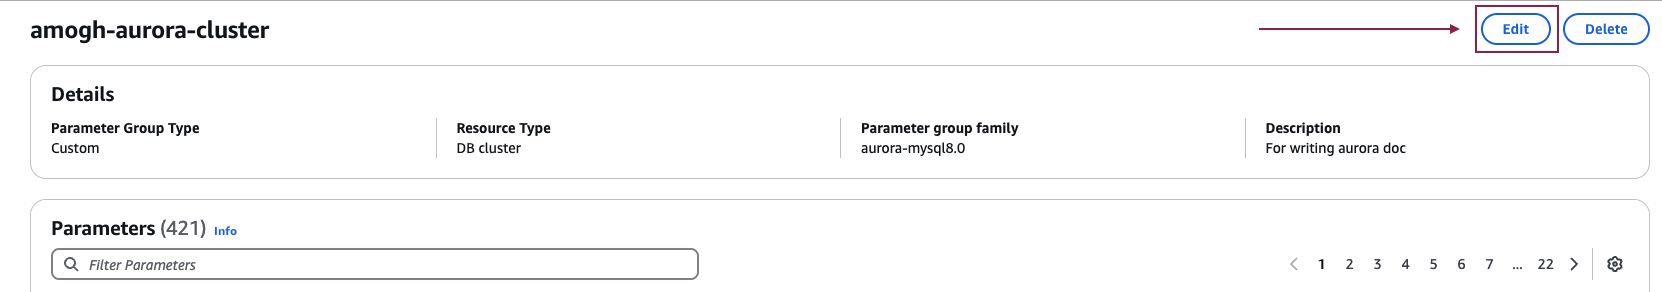 amogh-aurora-cluster
Edit
Delete
Details
Parameter Group Type
Custom
Resource Type
DB cluster
Parameter group family
aurora-mysql8.0
Description
For writing aurora doc
Parameters (421) Info
Filter Parameters
1 2 3 4 5 6 7 ... 22